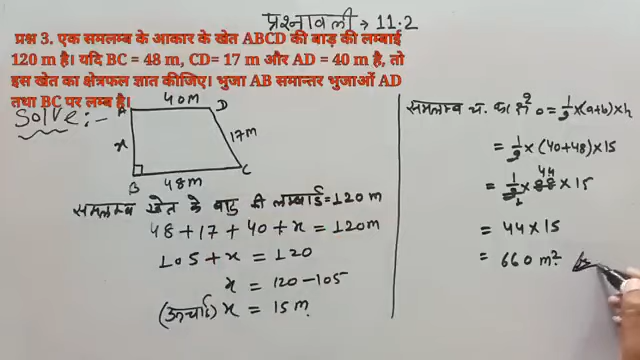 प्रश्नावली → 11.2
प्रश्न 3. एक समलम्ब के आकार के खेत ABCD की बाड़ की लम्बाई
120 m है। यदि BC = 48 m, CD= 17 m और AD = 40 m है, तो
इस खेत का क्षेत्रफल ज्ञात कीजिए। भुजा AB समान्तर भुजाओं AD
तथा BC पर लम्ब है।
Solve:-
A 40m D
x 17m
B 48m C
समलम्ब खेत के बाड़ की लम्बाई = 120 m
48+17+40+x = 120m
105+x = 120
x = 120-105
(ऊंचाई) x = 15 m.
समलम्ब च. का क्षे० = 1/2 x(a+b)xh
= 1/2 x (40+48)x15
= 1/2 x 88 x 15
44
= 44 x 15
= 660 m².